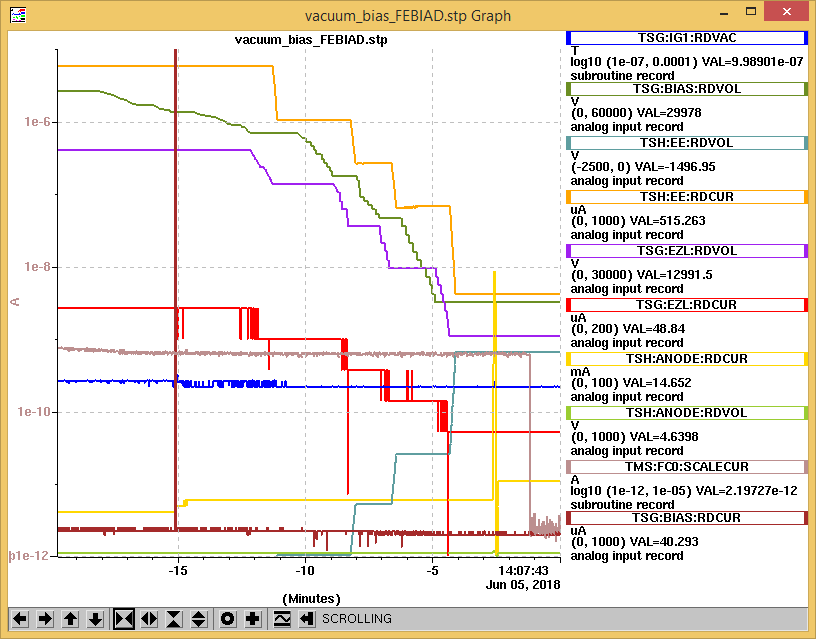 vacuum_bias_FEBIAD.stp Graph
vacuum_bias_FEBIAD.stp
1e-6
1e-8
A
1e-10
1e-12
-15
-10
-5
14:07:43
Jun 05, 2018
(Minutes)
TSG:IG1:RDVAC
T
log10 (1e-07, 0.0001) VAL=9.98901e-07
subroutine record
TSG:BIAS:RDVOL
V
(0, 60000) VAL=29978
analog input record
TSH:EE:RDVOL
V
(-2500, 0) VAL=-1496.95
analog input record
TSH:EE:RDCUR
uA
(0, 1000) VAL=515.263
analog input record
TSG:EZL:RDVOL
V
(0, 30000) VAL=12991.5
analog input record
TSG:EZL:RDCUR
uA
(0, 200) VAL=48.84
analog input record
TSH:ANODE:RDCUR
mA
(0, 100) VAL=14.652
analog input record
TSH:ANODE:RDVOL
V
(0, 1000) VAL=4.6398
analog input record
TMS:FC0:SCALECUR
A
log10 (1e-12, 1e-05) VAL=2.19727e-12
subroutine record
TSG:BIAS:RDCUR
uA
(0, 1000) VAL=40.293
analog input record
SCROLLING